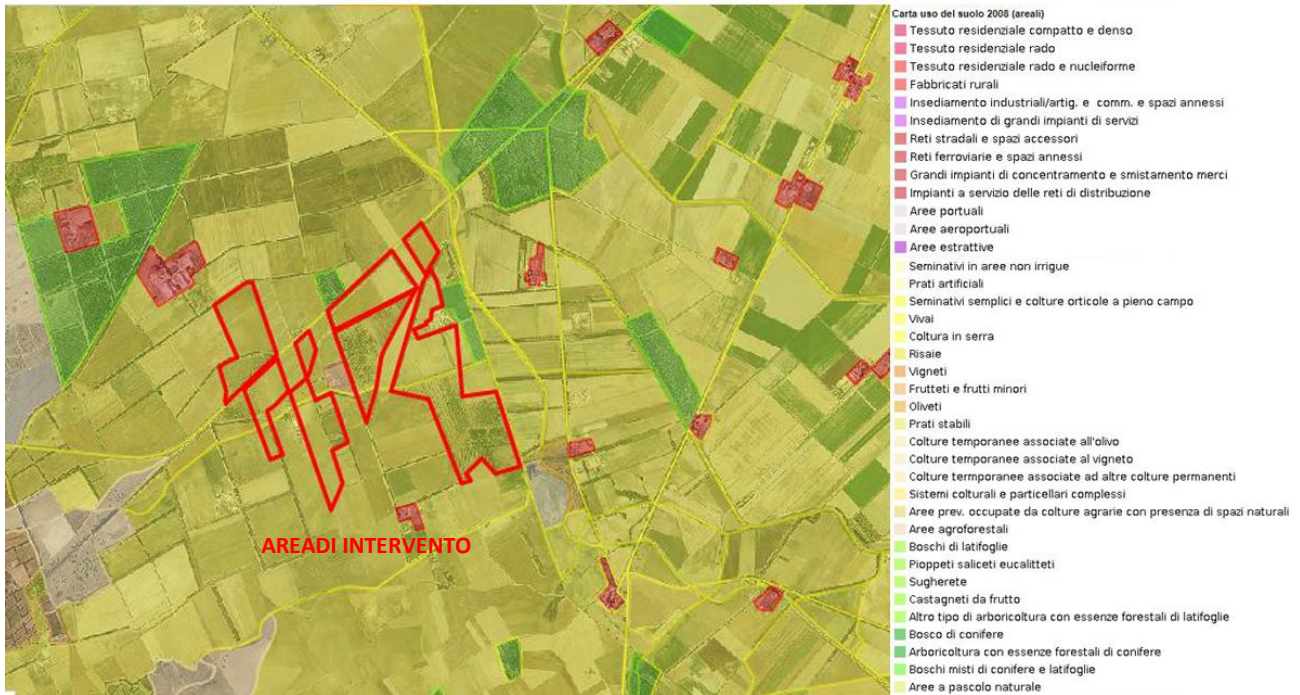 Carta uso del suolo 2008 (areali)
Tessuto residenziale compatto e denso
Tessuto residenziale rado
Tessuto residenziale rado e nucleiforme
Fabbricati rurali
Insediamento industriali/artig. e comm. e spazi annessi
Insediamento di grandi impianti di servizi
Reti stradali e spazi accessori
Reti ferroviarie e spazi annessi
Grandi impianti di concentramento e smistamento merci
Impianti a servizio delle reti di distribuzione
Aree portuali
Aree aeroportuali
Aree estrattive
Seminativi in aree non irrigue
Prati artificiali
Seminativi semplici e colture orticole a pieno campo
Vivai
Coltura in serra
Risaie
Vigneti
Frutteti e frutti minori
Oliveti
Prati stabili
Colture temporanee associate all'olivo
Colture temporanee associate al vigneto
Colture termporanee associate ad altre colture permanenti
Sistemi colturali e particellari complessi
Aree prev. occupate da colture agrarie con presenza di spazi naturali
Aree agroforestali
Boschi di latifoglie
Pioppeti saliceti eucalitteti
Sugherete
Castagneti da frutto
Altro tipo di arboricoltura con essenze forestali di latifoglie
Bosco di conifere
Arboricoltura con essenze forestali di conifere
Boschi misti di conifere e latifoglie
Aree a pascolo naturale
AREADI INTERVENTO